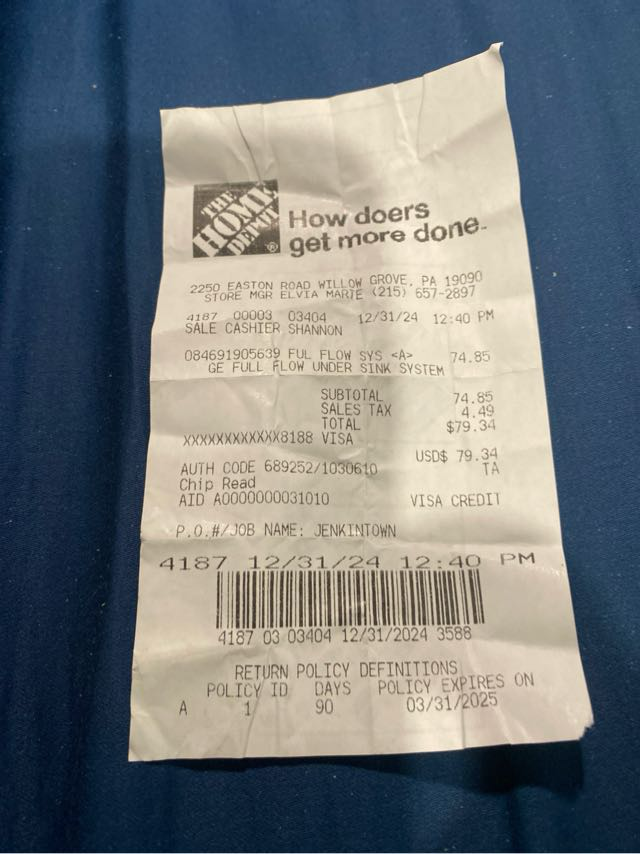 THE
HOME
DEPOT
®
How doers
get more done.
2250 EASTON ROAD WILLOW GROVE, PA 19090
STORE MGR ELVIA MARIE (215) 657-2897
4187 00003 03404 12/31/24 12:40 PM
SALE CASHIER SHANNON
084691905639 FUL FLOW SYS <A> 74.85
GE FULL FLOW UNDER SINK SYSTEM
SUBTOTAL 74.85
SALES TAX 4.49
TOTAL $79.34
XXXXXXXXXXXX8188 VISA
USD$ 79.34
AUTH CODE 689252/1030610 TA
Chip Read
AID A0000000031010 VISA CREDIT
P.O.#/JOB NAME: JENKINTOWN
4187 12/31/24 12:40 PM
4187 03 03404 12/31/2024 3588
RETURN POLICY DEFINITIONS
POLICY ID DAYS POLICY EXPIRES ON
A 1 90 03/31/2025